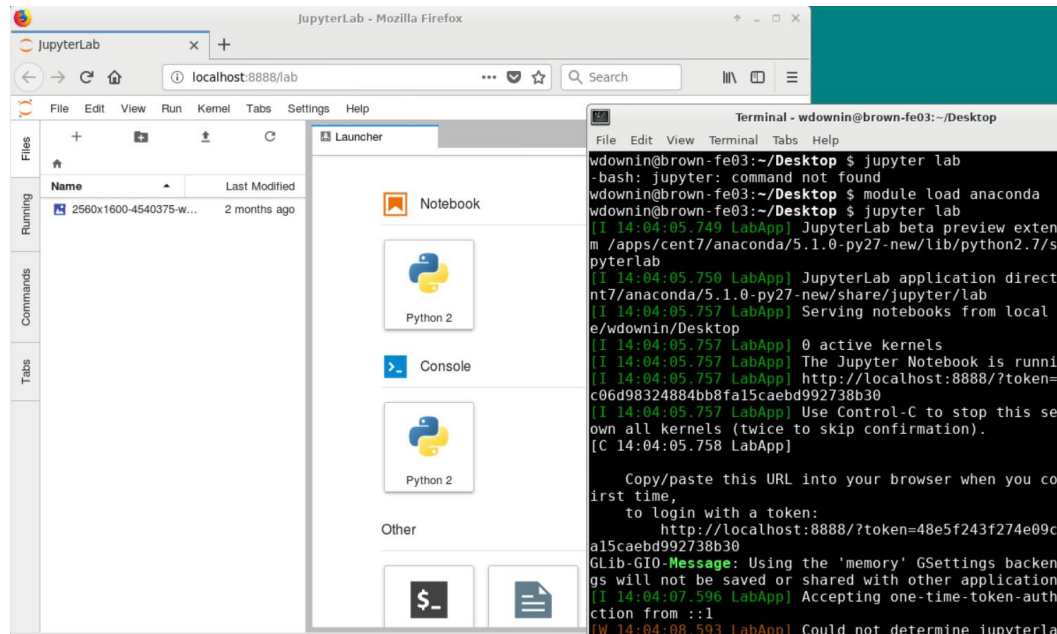 JupyterLab - Mozilla Firefox
JupyterLab
localhost:8888/lab
Search
File Edit View Run Kernel Tabs Settings Help
Files
Running
Commands
Tabs
Name Last Modified
2560x1600-4540375-w... 2 months ago
Launcher
Notebook
Python 2
Console
Python 2
Other
$_
Terminal - wdownin@brown-fe03:~/Desktop
File Edit View Terminal Tabs Help
wdownin@brown-fe03:~/Desktop $ jupyter lab
-bash: jupyter: command not found
wdownin@brown-fe03:~/Desktop $ module load anaconda
wdownin@brown-fe03:~/Desktop $ jupyter lab
[I 14:04:05.749 LabApp] JupyterLab beta preview exten
m /apps/cent7/anaconda/5.1.0-py27-new/lib/python2.7/s
pyterlab
[I 14:04:05.750 LabApp] JupyterLab application direct
nt7/anaconda/5.1.0-py27-new/share/jupyter/lab
[I 14:04:05.757 LabApp] Serving notebooks from local
e/wdownin/Desktop
[I 14:04:05.757 LabApp] 0 active kernels
[I 14:04:05.757 LabApp] The Jupyter Notebook is runni
[I 14:04:05.757 LabApp] http://localhost:8888/?token=
c06d98324884bb8fa15caebd992738b30
[I 14:04:05.757 LabApp] Use Control-C to stop this se
own all kernels (twice to skip confirmation).
[C 14:04:05.758 LabApp]
Copy/paste this URL into your browser when you co
irst time,
to login with a token:
http://localhost:8888/?token=48e5f243f274e09c
a15caebd992738b30
GLib-GIO-Message: Using the 'memory' GSettings backen
gs will not be saved or shared with other application
[I 14:04:07.596 LabApp] Accepting one-time-token-auth
ction from ::1
[W 14:04:08.593 LabApp] Could not determine jupyterla